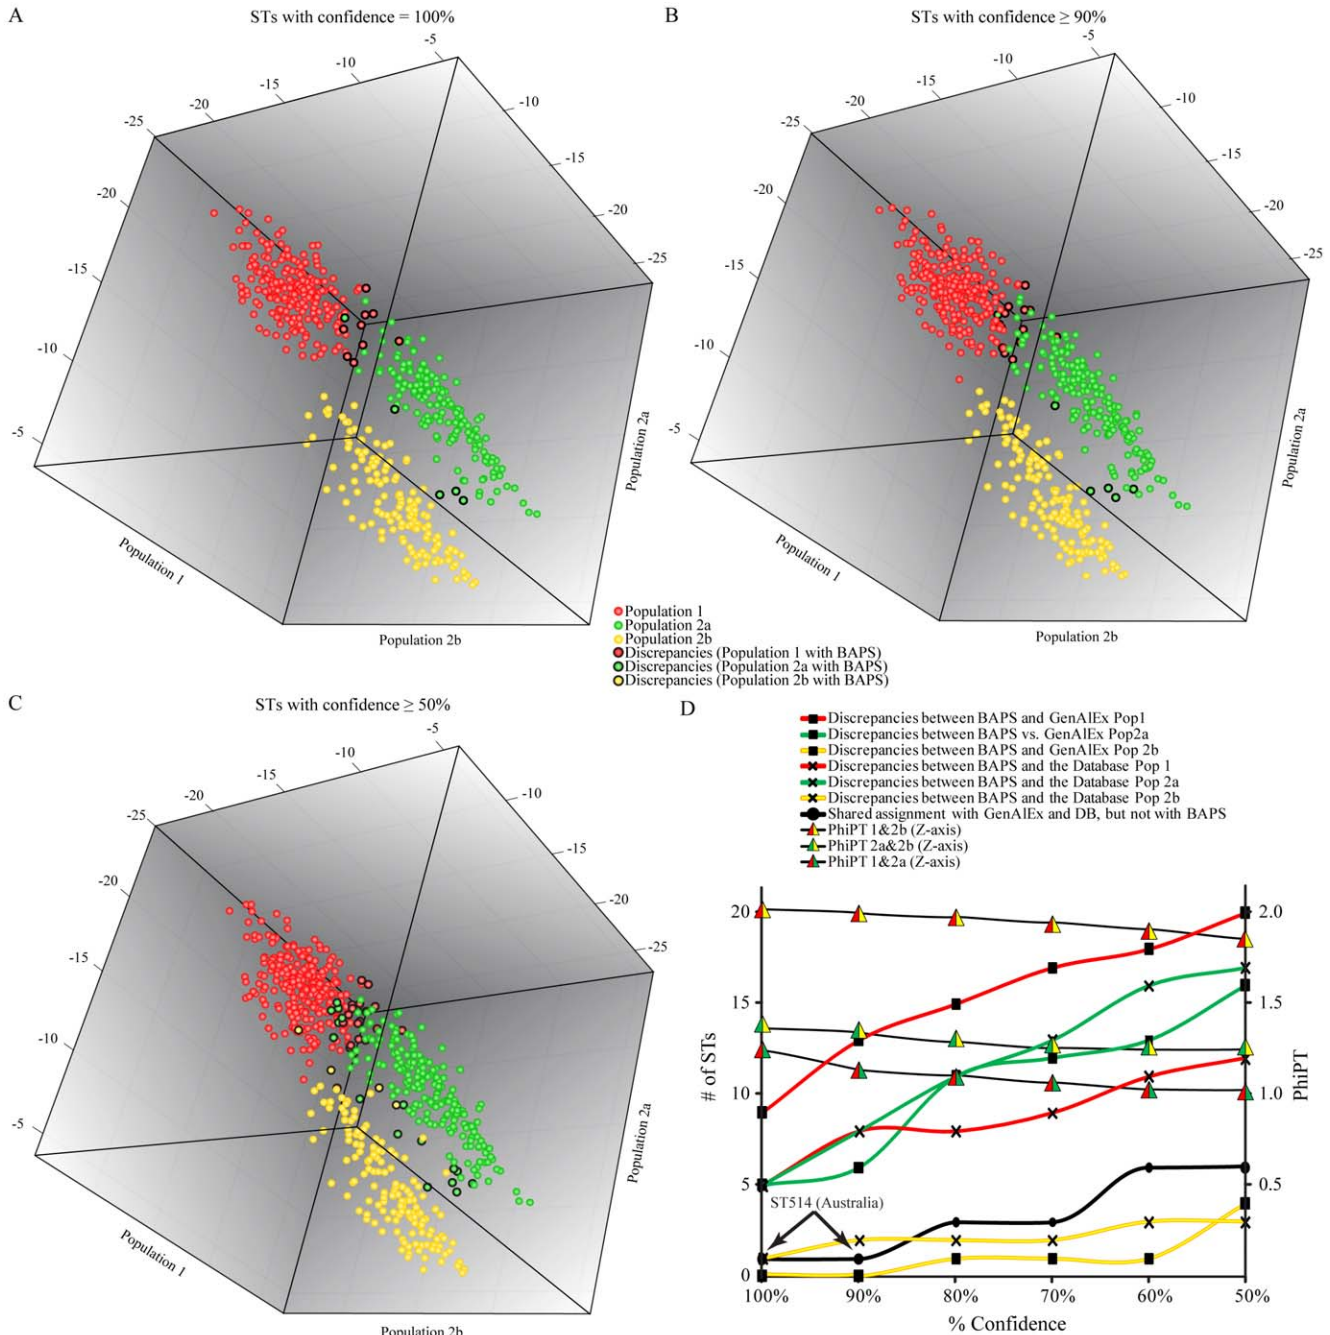 A
STs with confidence = 100%
-5
-10
-15
-20
-25
-10
-15
-20
-25
-20
-15
-10
-5
Population 1
Population 2b
Population 2a
B
STs with confidence ≥ 90%
-5
-10
-15
-20
-25
-10
-15
-20
-25
-20
-15
-10
-5
Population 1
Population 2b
Population 2a
Population 1
Population 2a
Population 2b
Discrepancies (Population 1 with BAPS)
Discrepancies (Population 2a with BAPS)
Discrepancies (Population 2b with BAPS)
C
STs with confidence ≥ 50%
-5
-10
-15
-20
-25
-10
-15
-20
-25
-20
-15
-10
-5
Population 1
Population 2b
Population 2a
D
Discrepancies between BAPS and GenAlEx Pop1
Discrepancies between BAPS vs. GenAlEx Pop2a
Discrepancies between BAPS and GenAlEx Pop 2b
Discrepancies between BAPS and the Database Pop 1
Discrepancies between BAPS and the Database Pop 2a
Discrepancies between BAPS and the Database Pop 2b
Shared assignment with GenAlEx and DB, but not with BAPS
PhiPT 1&2b (Z-axis)
PhiPT 2a&2b (Z-axis)
PhiPT 1&2a (Z-axis)
20
15
10
5
0
# of STs
2.0
1.5
1.0
0.5
PhiPT
ST514 (Australia)
100% 90% 80% 70% 60% 50%
% Confidence